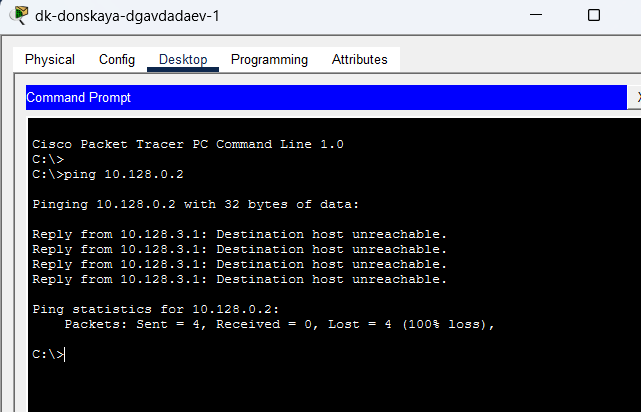 dk-donskaya-dgavdadaev-1
Physical Config Desktop Programming Attributes
Command Prompt
Cisco Packet Tracer PC Command Line 1.0
C:\>
C:\>ping 10.128.0.2
Pinging 10.128.0.2 with 32 bytes of data:
Reply from 10.128.3.1: Destination host unreachable.
Reply from 10.128.3.1: Destination host unreachable.
Reply from 10.128.3.1: Destination host unreachable.
Reply from 10.128.3.1: Destination host unreachable.
Ping statistics for 10.128.0.2:
    Packets: Sent = 4, Received = 0, Lost = 4 (100% loss),
C:\>